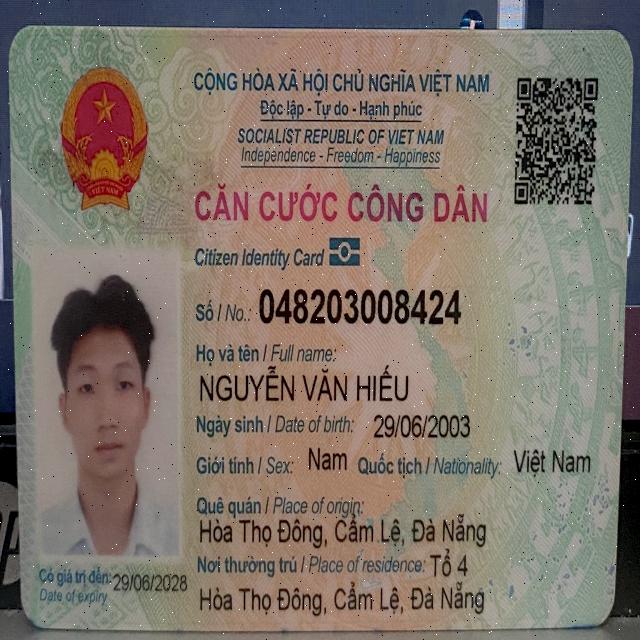 CỘNG HÒA XÃ HỘI CHỦ NGHĨA VIỆT NAM
Độc lập - Tự do - Hạnh phúc
SOCIALIST REPUBLIC OF VIET NAM
Independence - Freedom - Happiness
CĂN CƯỚC CÔNG DÂN
Citizen Identity Card
Số / No.: 048203008424
Họ và tên / Full name:
NGUYỄN VĂN HIẾU
Ngày sinh / Date of birth: 29/06/2003
Giới tính / Sex: Nam Quốc tịch / Nationality: Việt Nam
Quê quán / Place of origin:
Hòa Thọ Đông, Cẩm Lệ, Đà Nẵng
Nơi thường trú / Place of residence: Tổ 4
Hòa Thọ Đông, Cẩm Lệ, Đà Nẵng
Có giá trị đến: 29/06/2028
Date of expiry
VIỆT NAM